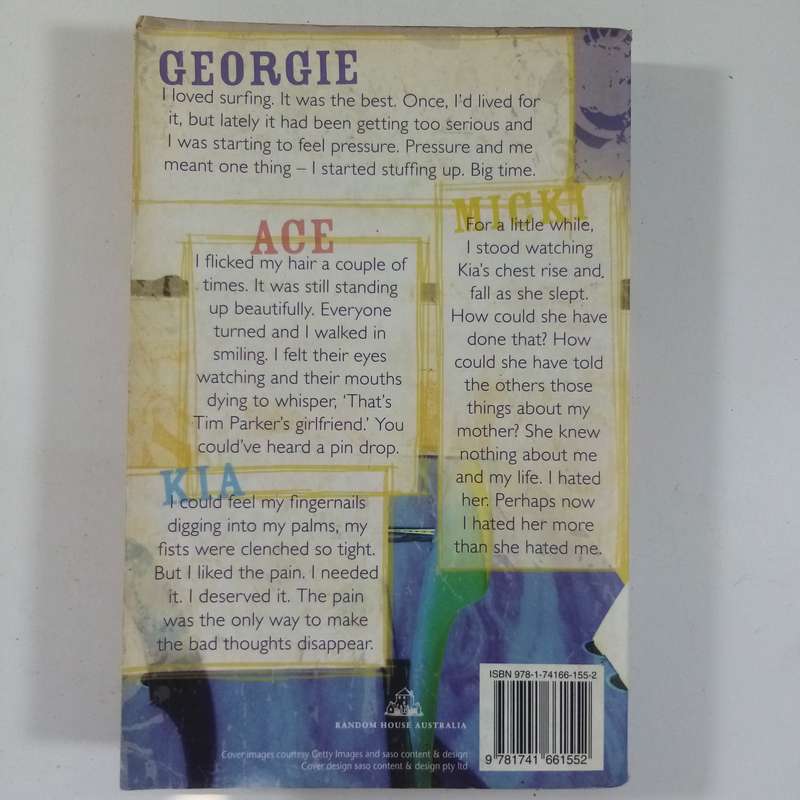 GEORGIE
I loved surfing. It was the best. Once, I'd lived for
it, but lately it had been getting too serious and
I was starting to feel pressure. Pressure and me
meant one thing – I started stuffing up. Big time.
ACE
I flicked my hair a couple of
times. It was still standing
up beautifully. Everyone
turned and I walked in
smiling. I felt their eyes
watching and their mouths
dying to whisper, 'That's
Tim Parker's girlfriend.' You
could've heard a pin drop.
MICKI
For a little while,
I stood watching
Kia's chest rise and
fall as she slept.
How could she have
done that? How
could she have told
the others those
things about my
mother? She knew
nothing about me
and my life. I hated
her. Perhaps now
I hated her more
than she hated me.
KIA
I could feel my fingernails
digging into my palms, my
fists were clenched so tight.
But I liked the pain. I needed
it. I deserved it. The pain
was the only way to make
the bad thoughts disappear.
RANDOM HOUSE AUSTRALIA
Cover images courtesy Getty Images and saso content & design
Cover design saso content & design pty ltd
ISBN 978-1-74166-155-2
9 781741 661552